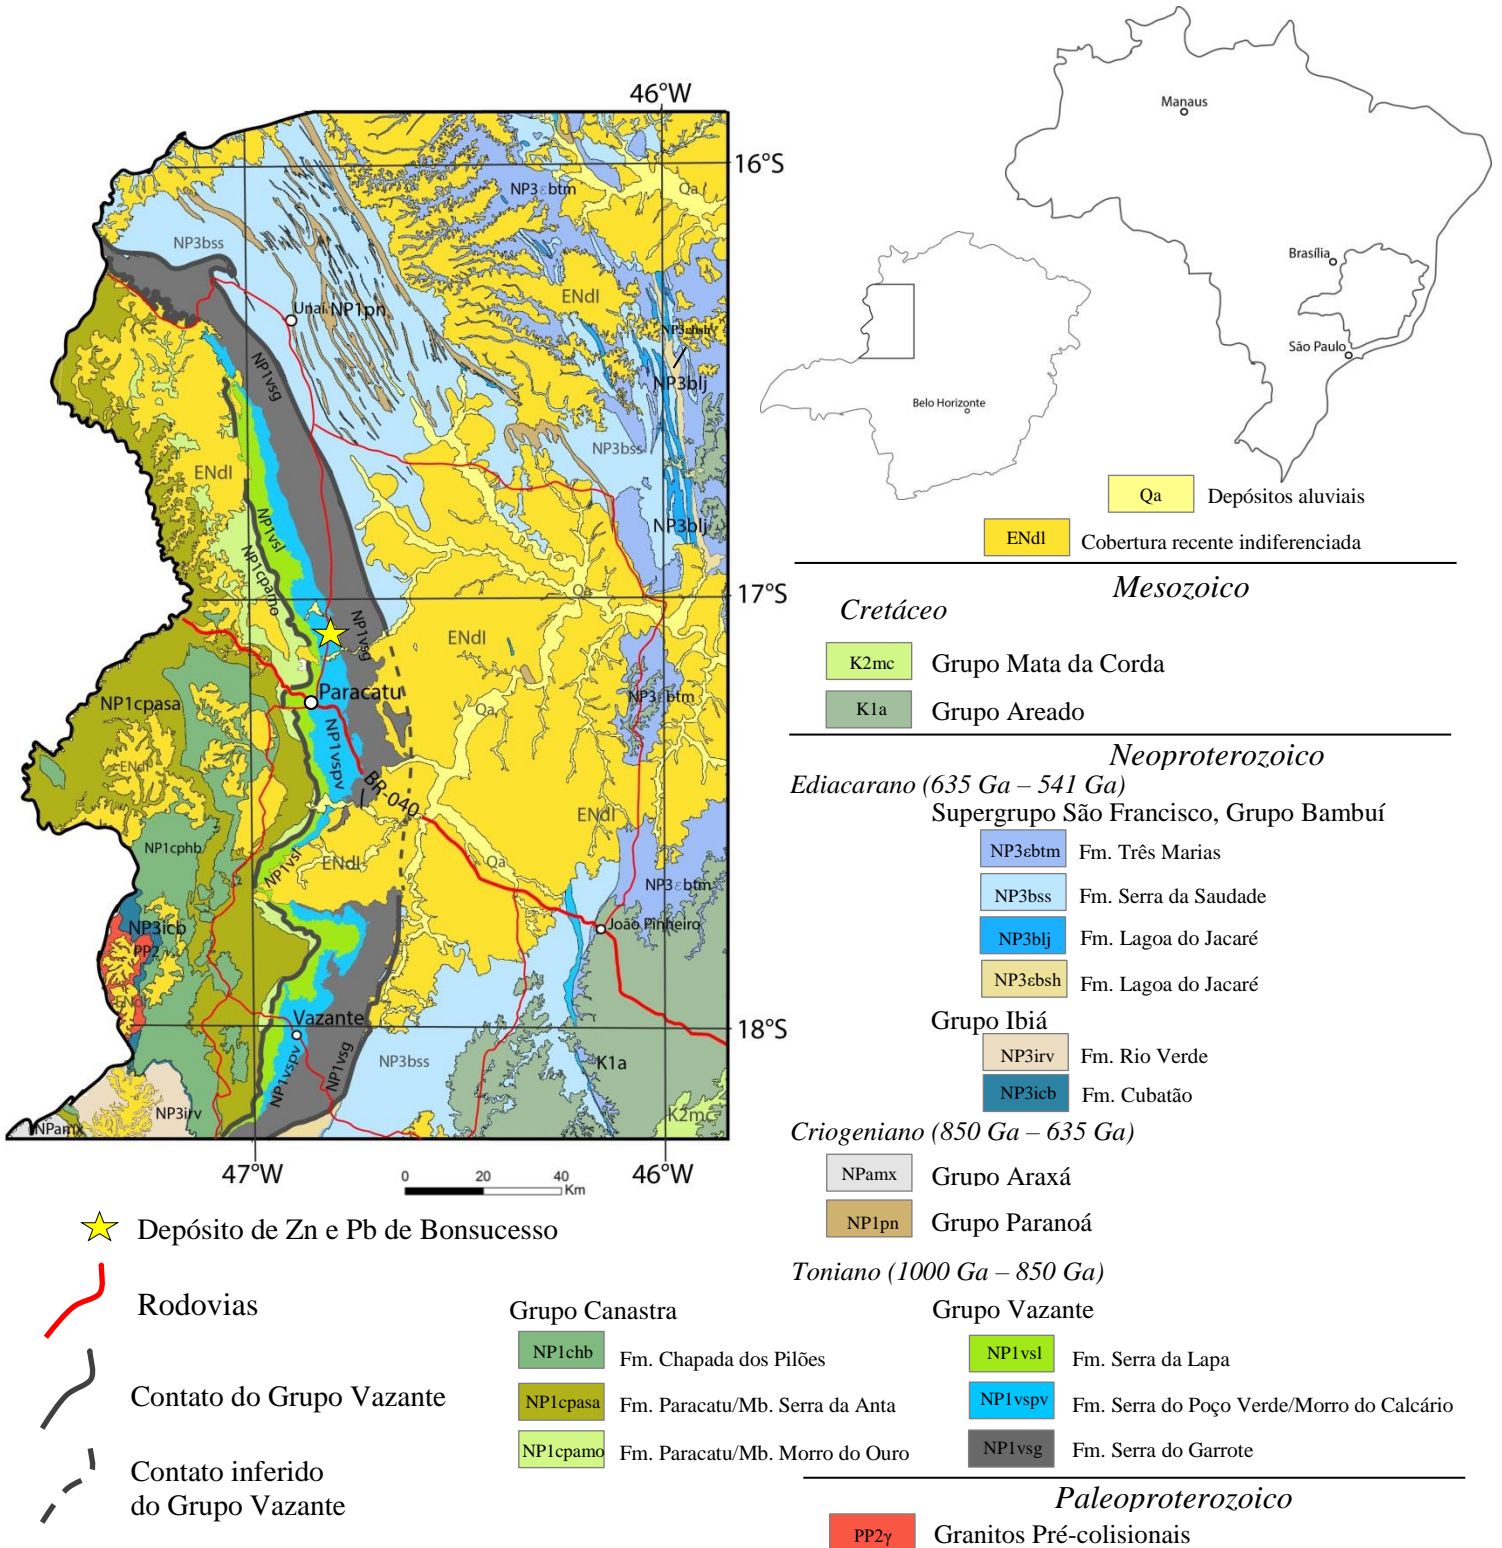 46°W
16°S
NP3εbtm
Qa
NP3bss
ENdl
Unaí
NP1pn
NP3εbsh
NP3blj
NP1vsg
NP3bss
ENdl
NP1vsl
NP3blj
NP1cpamo
17°S
Qa
NP1vsg
ENdl
Paracatu
NP1cpasa
NP3εbtm
Qa
NP1vspv
ENdl
BR-040
ENdl
NP1cphb
NP1vsl
ENdl
Qa
NP3εbtm
NP3icb
João Pinheiro
PP2
ENdl
Vazante
18°S
NP1vspv
NP1vsg
NP3bss
K1a
NP3irv
K2mc
NPamx
47°W
46°W
0 20 40
Km
Manaus
Brasília
São Paulo
Belo Horizonte
Qa Depósitos aluviais
ENdl Cobertura recente indiferenciada
Mesozoico
Cretáceo
K2mc Grupo Mata da Corda
K1a Grupo Areado
Neoproterozoico
Ediacarano (635 Ga – 541 Ga)
Supergrupo São Francisco, Grupo Bambuí
NP3εbtm Fm. Três Marias
NP3bss Fm. Serra da Saudade
NP3blj Fm. Lagoa do Jacaré
NP3εbsh Fm. Lagoa do Jacaré
Grupo Ibiá
NP3irv Fm. Rio Verde
NP3icb Fm. Cubatão
Criogeniano (850 Ga – 635 Ga)
NPamx Grupo Araxá
NP1pn Grupo Paranoá
Toniano (1000 Ga – 850 Ga)
Grupo Canastra
NP1chb Fm. Chapada dos Pilões
NP1cpasa Fm. Paracatu/Mb. Serra da Anta
NP1cpamo Fm. Paracatu/Mb. Morro do Ouro
Grupo Vazante
NP1vsl Fm. Serra da Lapa
NP1vspv Fm. Serra do Poço Verde/Morro do Calcário
NP1vsg Fm. Serra do Garrote
Paleoproterozoico
PP2γ Granitos Pré-colisionais
Depósito de Zn e Pb de Bonsucesso
Rodovias
Contato do Grupo Vazante
Contato inferido
do Grupo Vazante